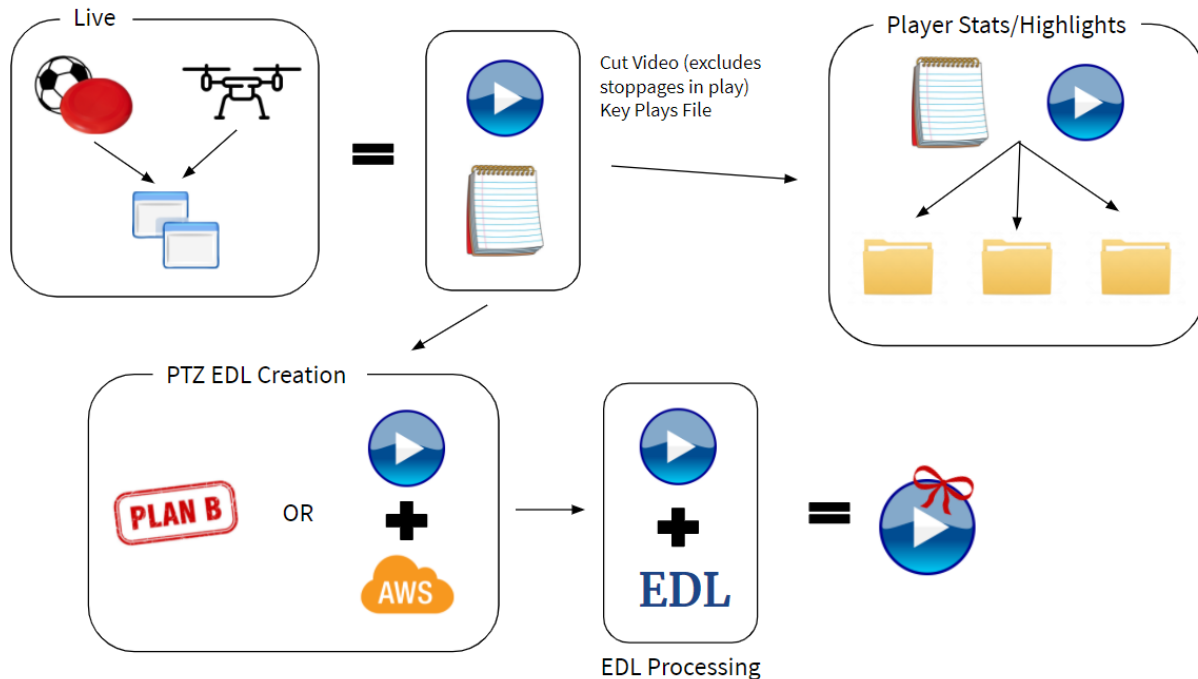 Live
Player Stats/Highlights
Cut Video (excludes
stoppages in play)
Key Plays File
PTZ EDL Creation
PLAN B
OR
AWS
EDL
EDL Processing